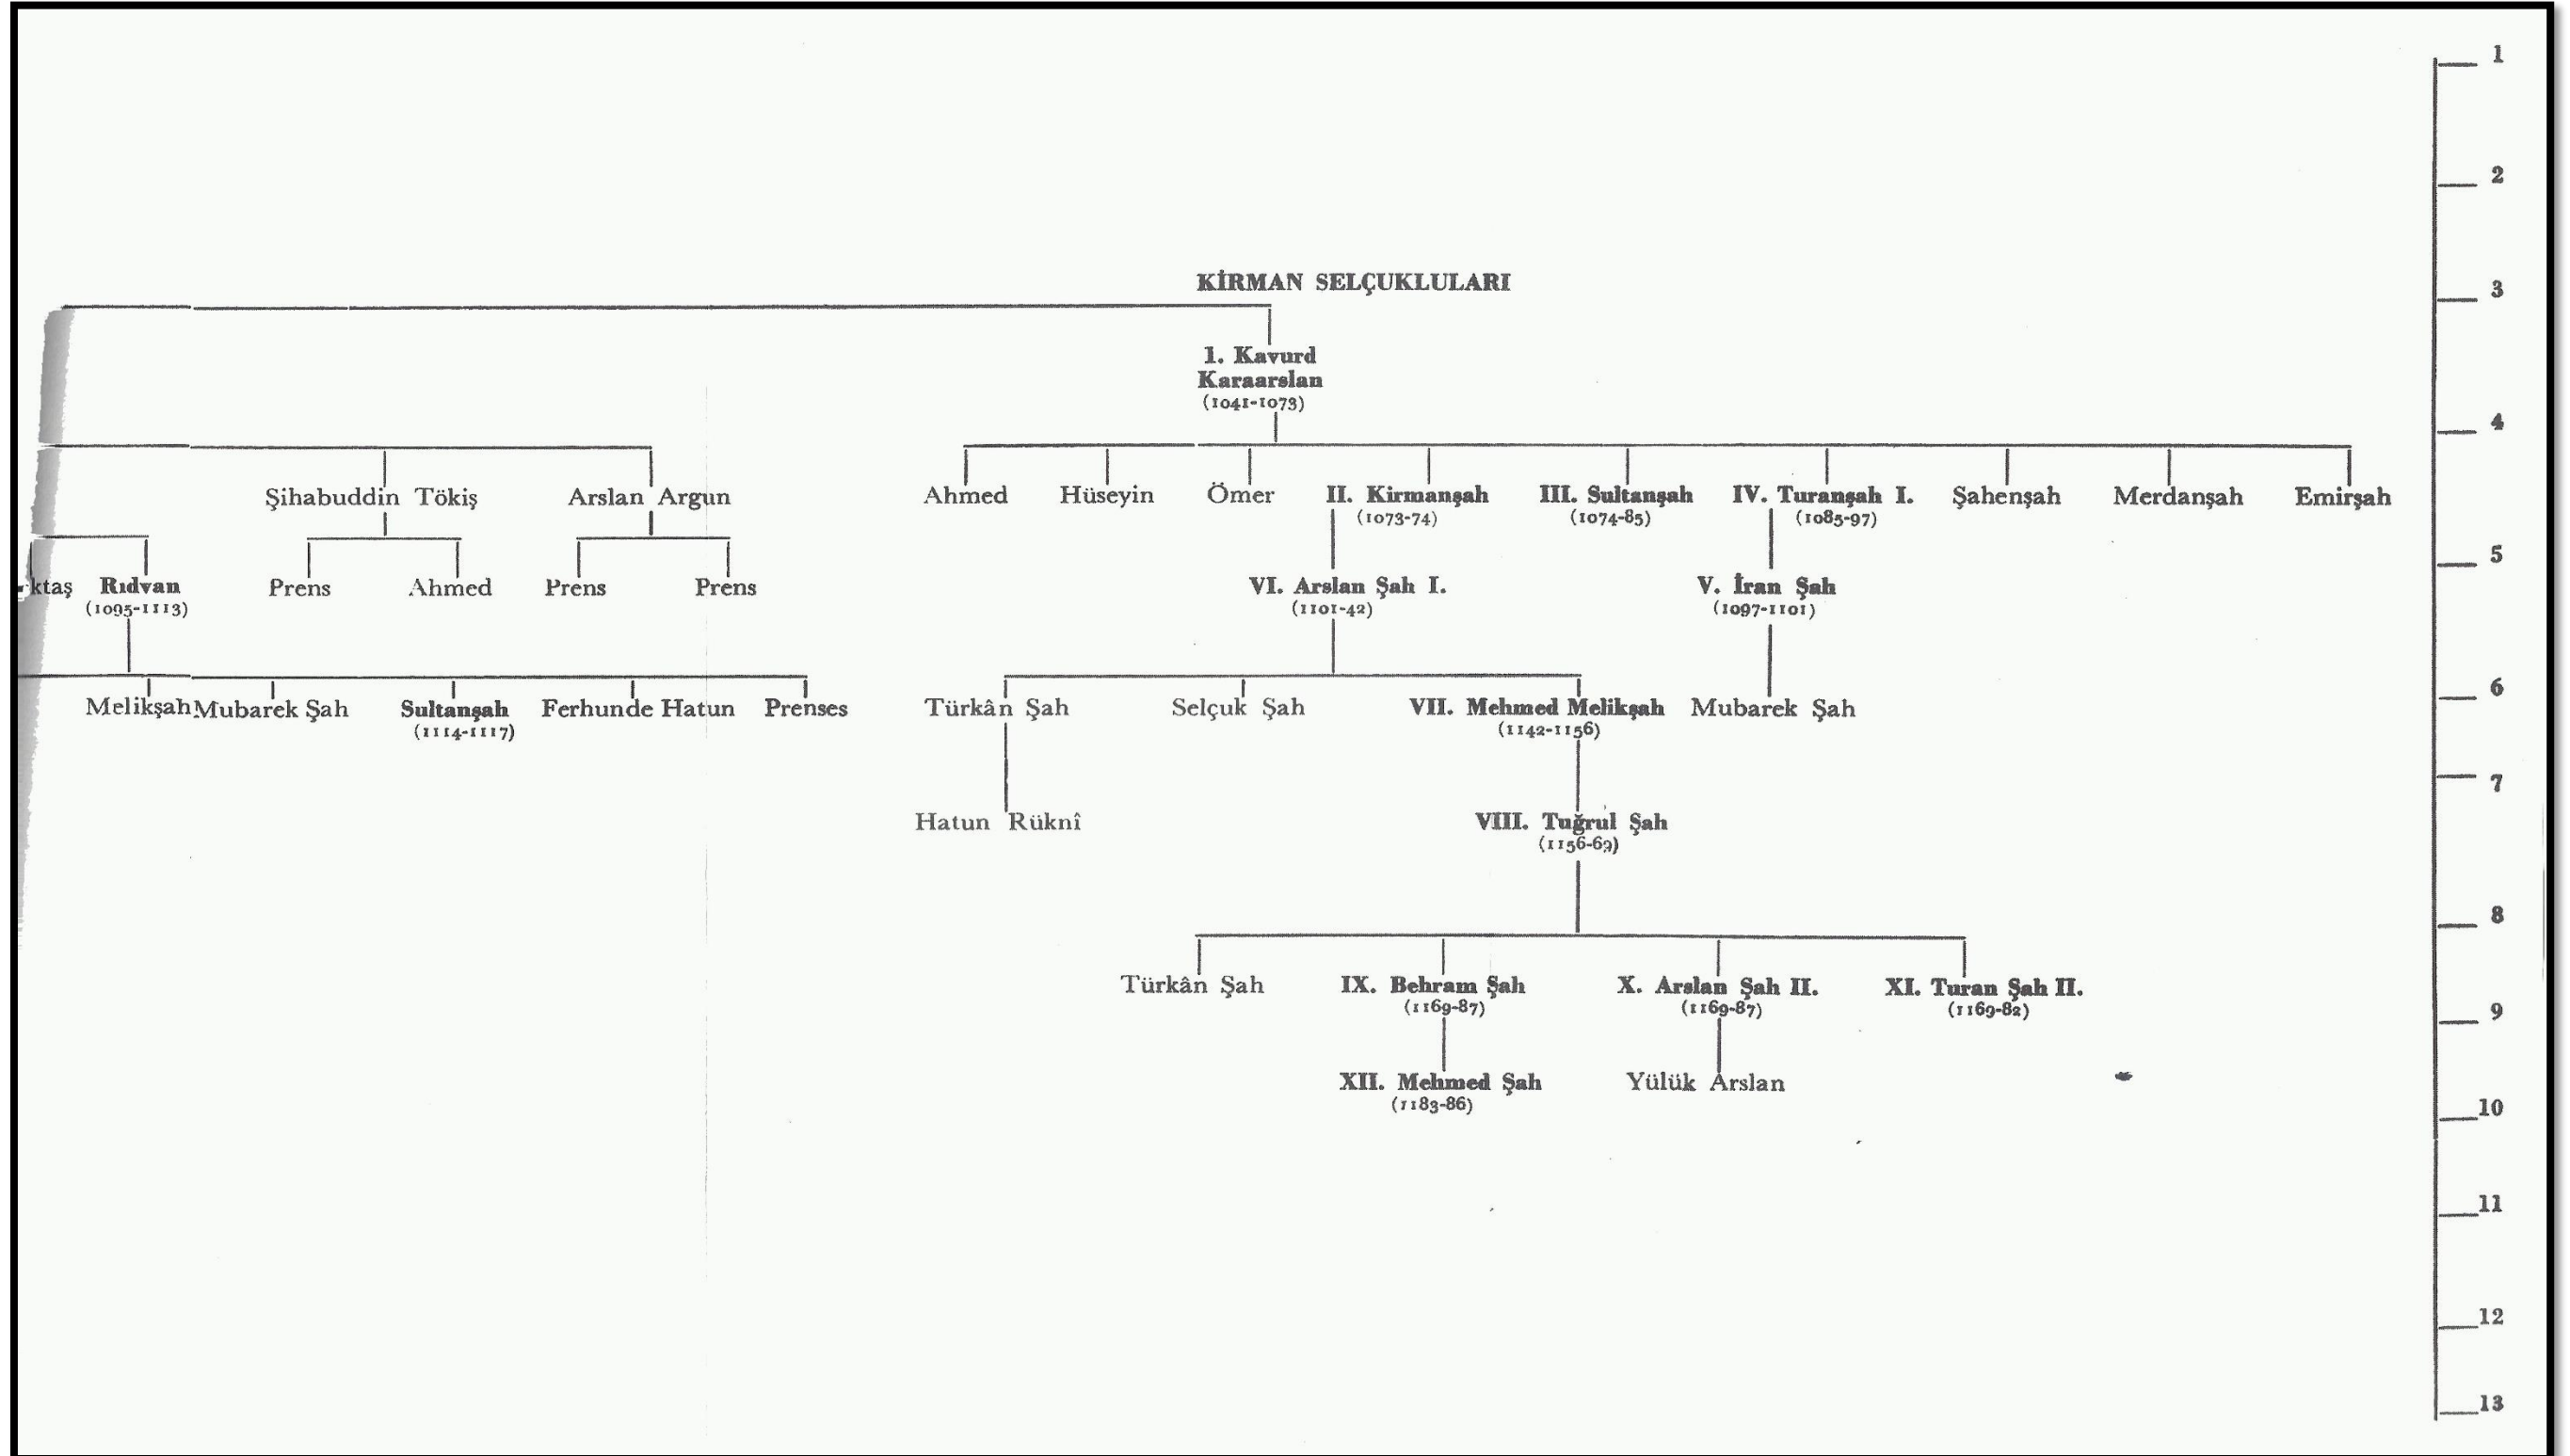 1
2
KİRMAN SELÇUKLULARI
3
1. Kavurd
Karaarslan
(1041-1073)
4
Şihabuddin Tökiş Arslan Argun Ahmed Hüseyin Ömer II. Kirmanşah III. Sultanşah IV. Turanşah I. Şahenşah Merdanşah Emirşah
(1073-74) (1074-85) (1085-97)
5
ktaş Rıdvan Prens Ahmed Prens Prens VI. Arslan Şah I. V. İran Şah
(1095-1113) (1101-42) (1097-1101)
6
Melikşah Mubarek Şah Sultanşah Ferhunde Hatun Prenses Türkân Şah Selçuk Şah VII. Mehmed Melikşah Mubarek Şah
(1114-1117) (1142-1156)
7
Hatun Rüknî VIII. Tuğrul Şah
(1156-69)
8
Türkân Şah IX. Behram Şah X. Arslan Şah II. XI. Turan Şah II.
(1169-87) (1169-87) (1169-82)
9
XII. Mehmed Şah Yülük Arslan
(1183-86)
10
11
12
13